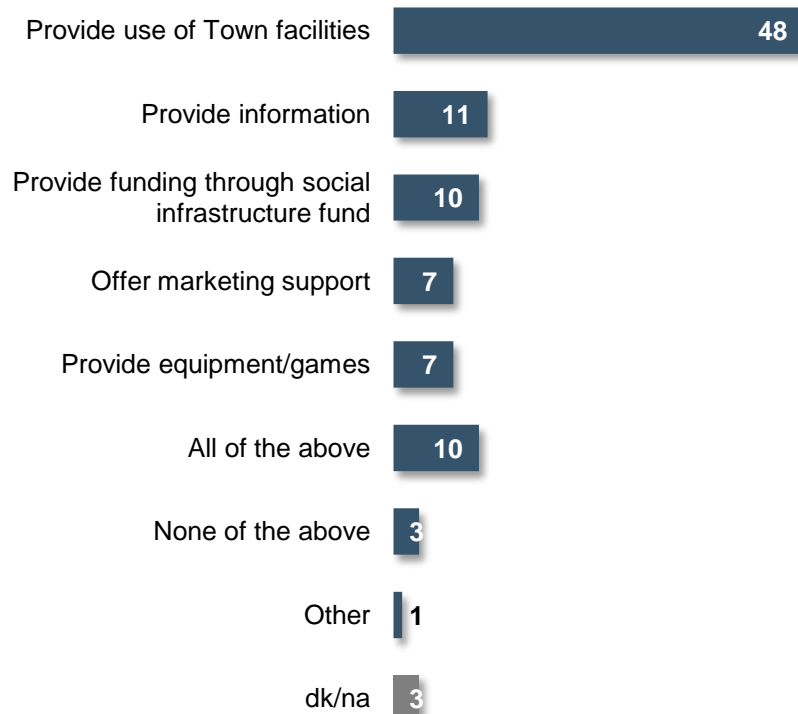 Provide use of Town facilities 48
Provide information 11
Provide funding through social
infrastructure fund 10
Offer marketing support 7
Provide equipment/games 7
All of the above 10
None of the above 3
Other 1
dk/na 3